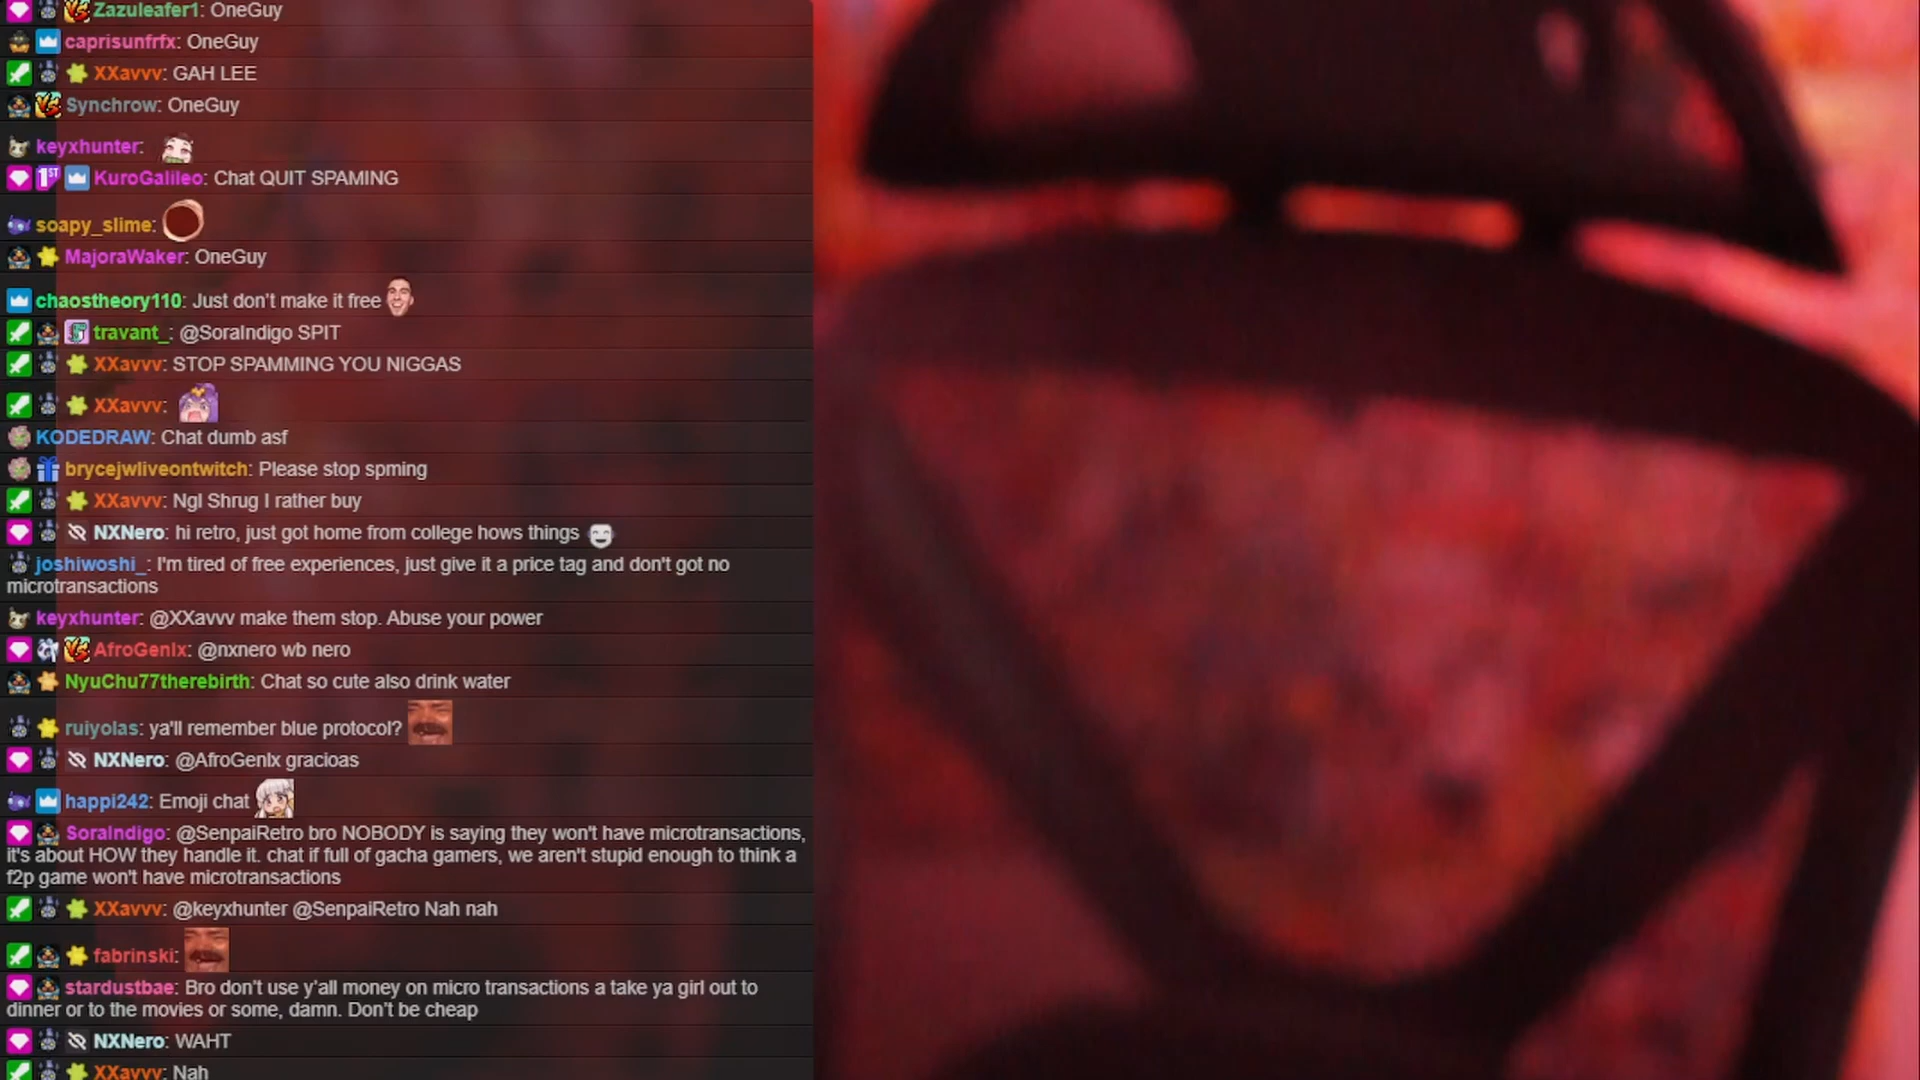 Zazuleafer1: OneGuy
caprisunfrfx: OneGuy
XXavvv: GAH LEE
Synchrow: OneGuy
keyxhunter:
1ST KuroGalileo: Chat QUIT SPAMING
soapy_slime:
MajoraWaker: OneGuy
chaostheory110: Just don't make it free
travant_: @SoraIndigo SPIT
XXavvv: STOP SPAMMING YOU NIGGAS
XXavvv:
KODEDRAW: Chat dumb asf
brycejwliveontwitch: Please stop spming
XXavvv: Ngl Shrug I rather buy
NXNero: hi retro, just got home from college hows things
joshiwoshi_: I'm tired of free experiences, just give it a price tag and don't got no
microtransactions
keyxhunter: @XXavvv make them stop. Abuse your power
VS AfroGenIx: @nxnero wb nero
NyuChu77therebirth: Chat so cute also drink water
ruiyolas: ya'll remember blue protocol?
NXNero: @AfroGenIx gracioas
happi242: Emoji chat
SoraIndigo: @SenpaiRetro bro NOBODY is saying they won't have microtransactions,
it's about HOW they handle it. chat if full of gacha gamers, we aren't stupid enough to think a
f2p game won't have microtransactions
XXavvv: @keyxhunter @SenpaiRetro Nah nah
fabrinski:
stardustbae: Bro don't use y'all money on micro transactions a take ya girl out to
dinner or to the movies or some, damn. Don't be cheap
NXNero: WAHT
XXavvv: Nah